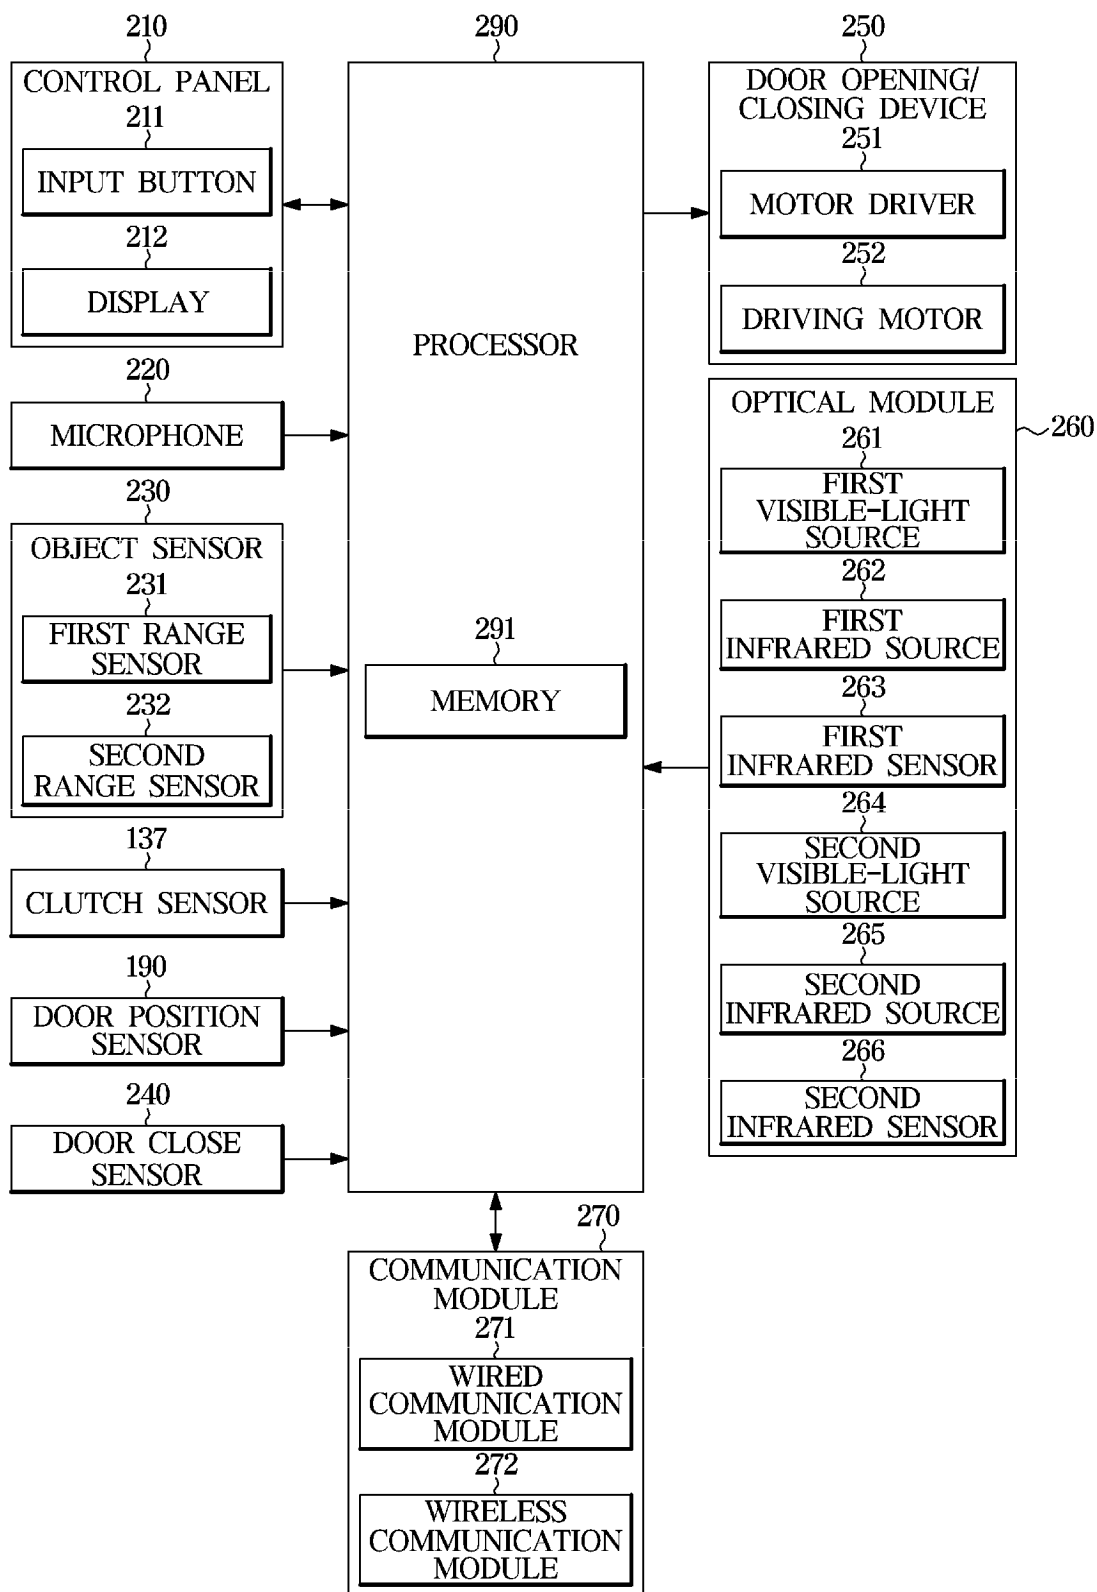 210
CONTROL PANEL
211
INPUT BUTTON
212
DISPLAY
220
MICROPHONE
230
OBJECT SENSOR
231
FIRST RANGE
SENSOR
232
SECOND
RANGE SENSOR
137
CLUTCH SENSOR
190
DOOR POSITION
SENSOR
240
DOOR CLOSE
SENSOR
290
PROCESSOR
291
MEMORY
250
DOOR OPENING/
CLOSING DEVICE
251
MOTOR DRIVER
252
DRIVING MOTOR
OPTICAL MODULE
260
261
FIRST
VISIBLE-LIGHT
SOURCE
262
FIRST
INFRARED SOURCE
263
FIRST
INFRARED SENSOR
264
SECOND
VISIBLE-LIGHT
SOURCE
265
SECOND
INFRARED SOURCE
266
SECOND
INFRARED SENSOR
270
COMMUNICATION
MODULE
271
WIRED
COMMUNICATION
MODULE
272
WIRELESS
COMMUNICATION
MODULE